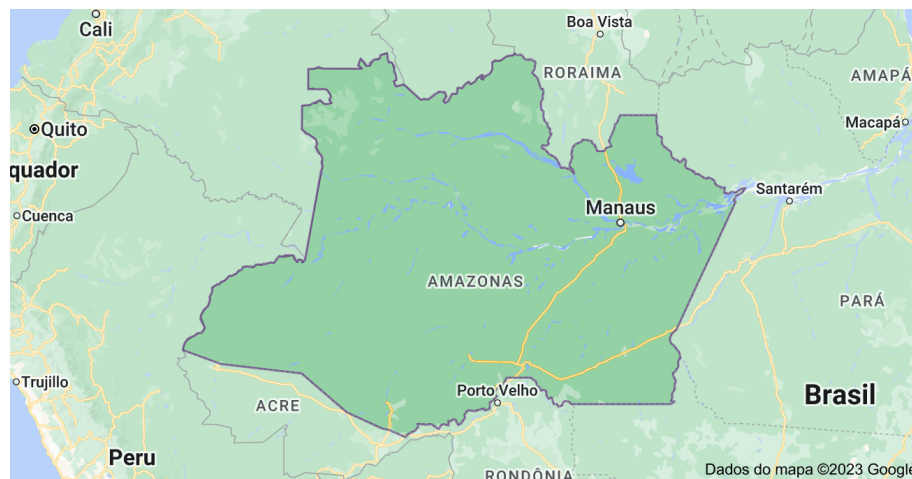 Cali
Boa Vista
RORAIMA
AMAPÁ
Macapá
Quito
quador
Santarém
Cuenca
Manaus
AMAZONAS
PARÁ
Trujillo
Porto Velho
Brasil
ACRE
Peru
RONDÔNIA
Dados do mapa ©2023 Google